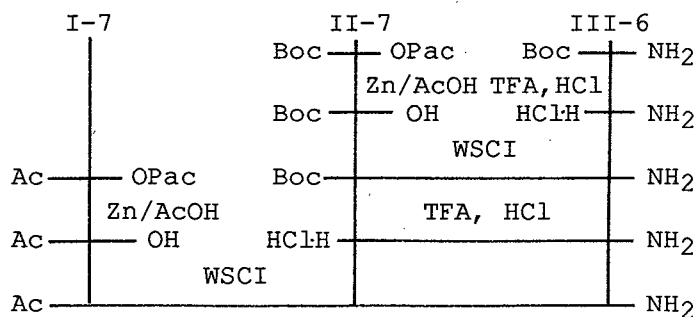 I-7 II-7 III-6
Boc OPac Boc NH2
Zn/AcOH TFA,HCl
Boc OH HCl·H NH2
WSCI
Ac OPac Boc NH2
Zn/AcOH TFA, HCl
Ac OH HCl·H NH2
WSCI
Ac NH2